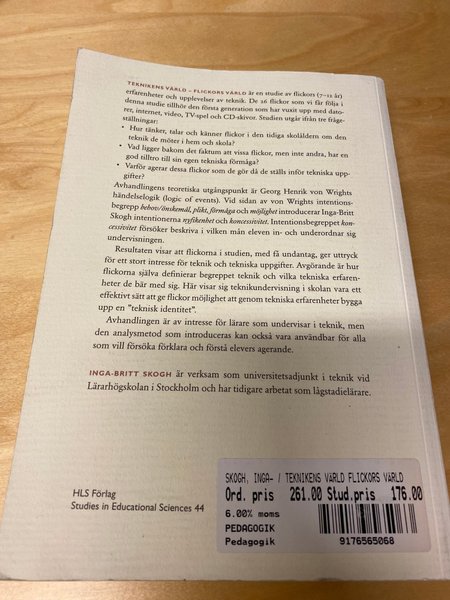 TEKNIKENS VÄRLD – FLICKORS VÄRLD är en studie av flickors (7–12 år)
erfarenheter och upplevelser av teknik. De 26 flickor som vi får följa i
denna studie tillhör den första generation som har vuxit upp med dato-
rer, internet, video, TV-spel och CD-skivor. Studien utgår ifrån tre fråge-
ställningar:
• Hur tänker, talar och känner flickor i den tidiga skolåldern om den
teknik de möter i hem och skola?
• Vad ligger bakom det faktum att vissa flickor, men inte andra, har en
god tilltro till sin egen tekniska förmåga?
• Varför agerar dessa flickor som de gör då de ställs inför tekniska uppgifter?
Avhandlingens teoretiska utgångspunkt är Georg Henrik von Wrights
händelselogik (logic of events). Vid sidan av von Wrights intentions-
begrepp behov/önskemål, plikt, förmåga och möjlighet introducerar Inga-Britt
Skogh intentionerna nyfikenhet och koncessivitet. Intentionsbegreppet kon-
cessivitet försöker beskriva i vilken mån eleven in- och underordnar sig
undervisningen.
Resultaten visar att flickorna i studien, med få undantag, ger uttryck
för ett stort intresse för teknik och tekniska uppgifter. Avgörande är hur
flickorna själva definierar begreppet teknik och vilka tekniska erfaren-
heter de bär med sig. Här visar sig teknikundervisning i skolan vara ett
effektivt sätt att ge flickor möjlighet att genom tekniska erfarenheter bygga
upp en "teknisk identitet".
Avhandlingen är av intresse för lärare som undervisar i teknik, men
den analysmetod som introduceras kan också vara användbar för alla
som vill försöka förklara och förstå elevers agerande.
INGA-BRITT SKOGH är verksam som universitetsadjunkt i teknik vid
Lärarhögskolan i Stockholm och har tidigare arbetat som lågstadielärare.
HLS Förlag
Studies in Educational Sciences 44
SKOGH, INGA- / TEKNIKENS VÄRLD FLICKORS VÄRLD
Ord. pris 261.00 Stud.pris 176.00
6.00% moms
PEDAGOGIK
Pedagogik
9176565068